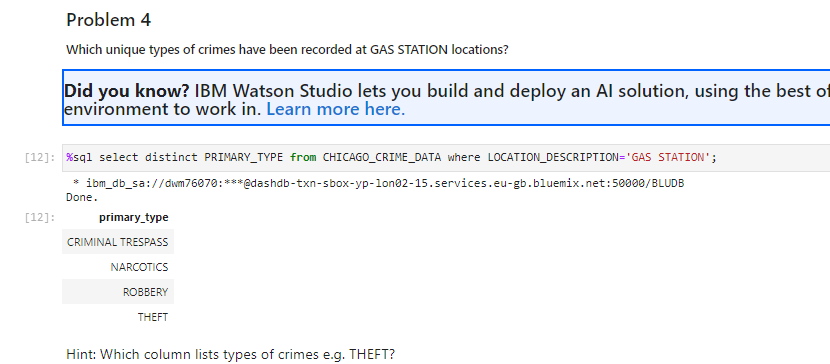 Problem 4
Which unique types of crimes have been recorded at GAS STATION locations?
Did you know? IBM Watson Studio lets you build and deploy an AI solution, using the best of
environment to work in. Learn more here.
[12]: %sql select distinct PRIMARY_TYPE from CHICAGO_CRIME_DATA where LOCATION_DESCRIPTION='GAS STATION';
* ibm_db_sa://dwm76070:***@dashdb-txn-sbox-yp-lon02-15.services.eu-gb.bluemix.net:50000/BLUDB
Done.
[12]: primary_type
CRIMINAL TRESPASS
NARCOTICS
ROBBERY
THEFT
Hint: Which column lists types of crimes e.g. THEFT?